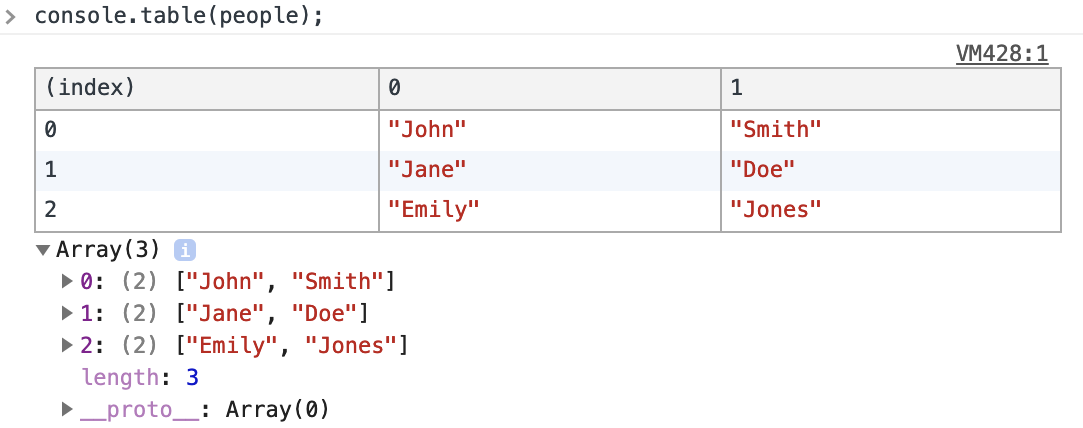 > console.table(people);
VM428:1
(index) 0 1
0 "John" "Smith"
1 "Jane" "Doe"
2 "Emily" "Jones"
▼Array(3) i
▶0: (2) ["John", "Smith"]
▶1: (2) ["Jane", "Doe"]
▶2: (2) ["Emily", "Jones"]
length: 3
▶__proto__: Array(0)